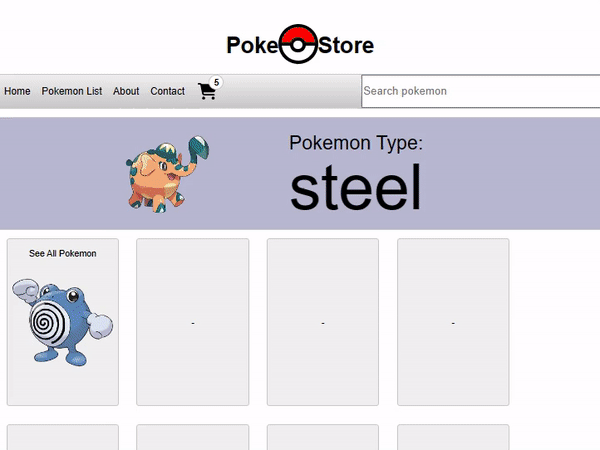 Poke Store
Home Pokemon List About Contact 5 Search pokemon
Pokemon Type:
steel
See All Pokemon
- - -